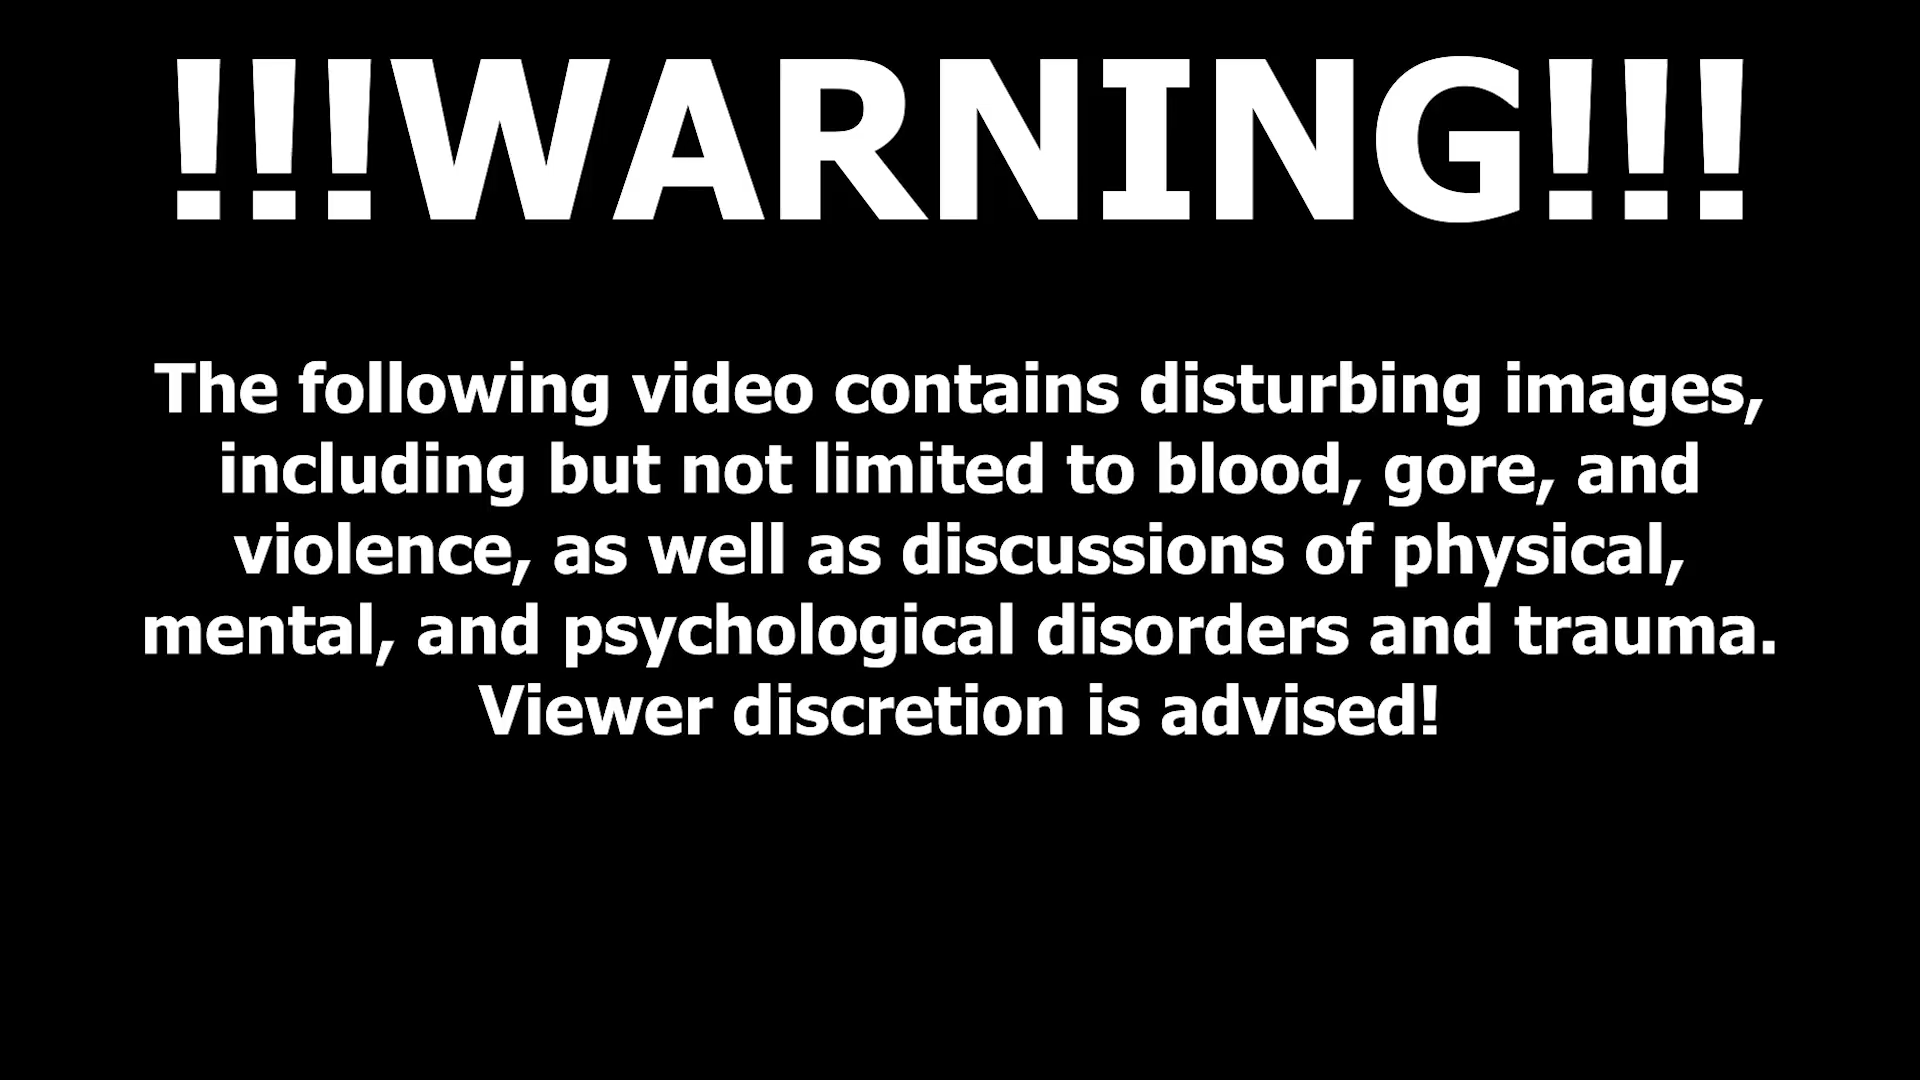 !!!WARNING!!!
The following video contains disturbing images,
including but not limited to blood, gore, and
violence, as well as discussions of physical,
mental, and psychological disorders and trauma.
Viewer discretion is advised!